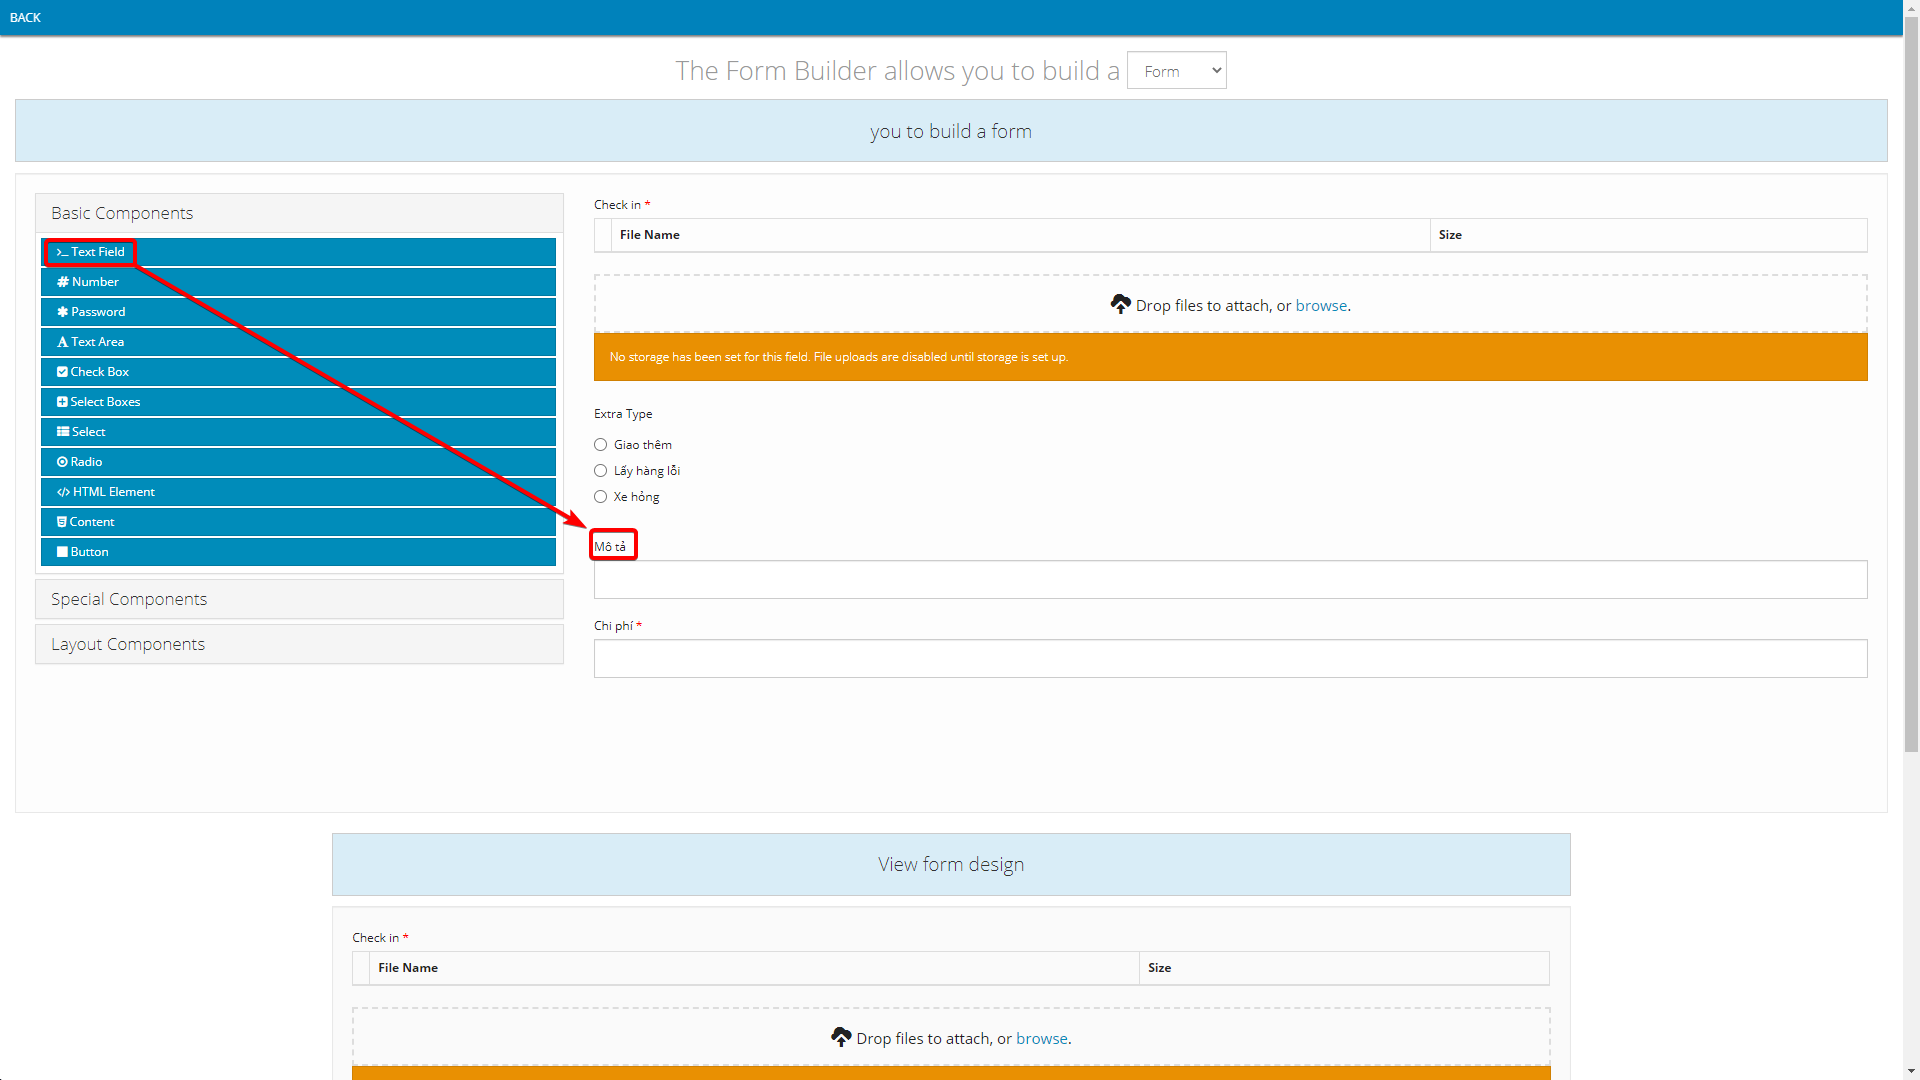 BACK
The Form Builder allows you to build a Form
you to build a form
Basic Components
Text Field
Number
Password
Text Area
Check Box
Select Boxes
Select
Radio
HTML Element
Content
Button
Special Components
Layout Components
Check in *
File Name Size
Drop files to attach, or browse.
No storage has been set for this field. File uploads are disabled until storage is set up.
Extra Type
Giao thêm
Lấy hàng lỗi
Xe hỏng
Mô tả
Chi phí *
View form design
Check in *
File Name Size
Drop files to attach, or browse.